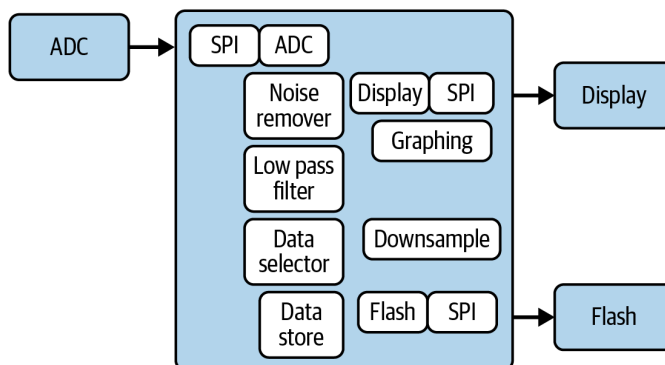 ADC
SPI
ADC
Noise
remover
Display
SPI
Display
Graphing
Low pass
filter
Data
selector
Downsample
Data
store
Flash
SPI
Flash